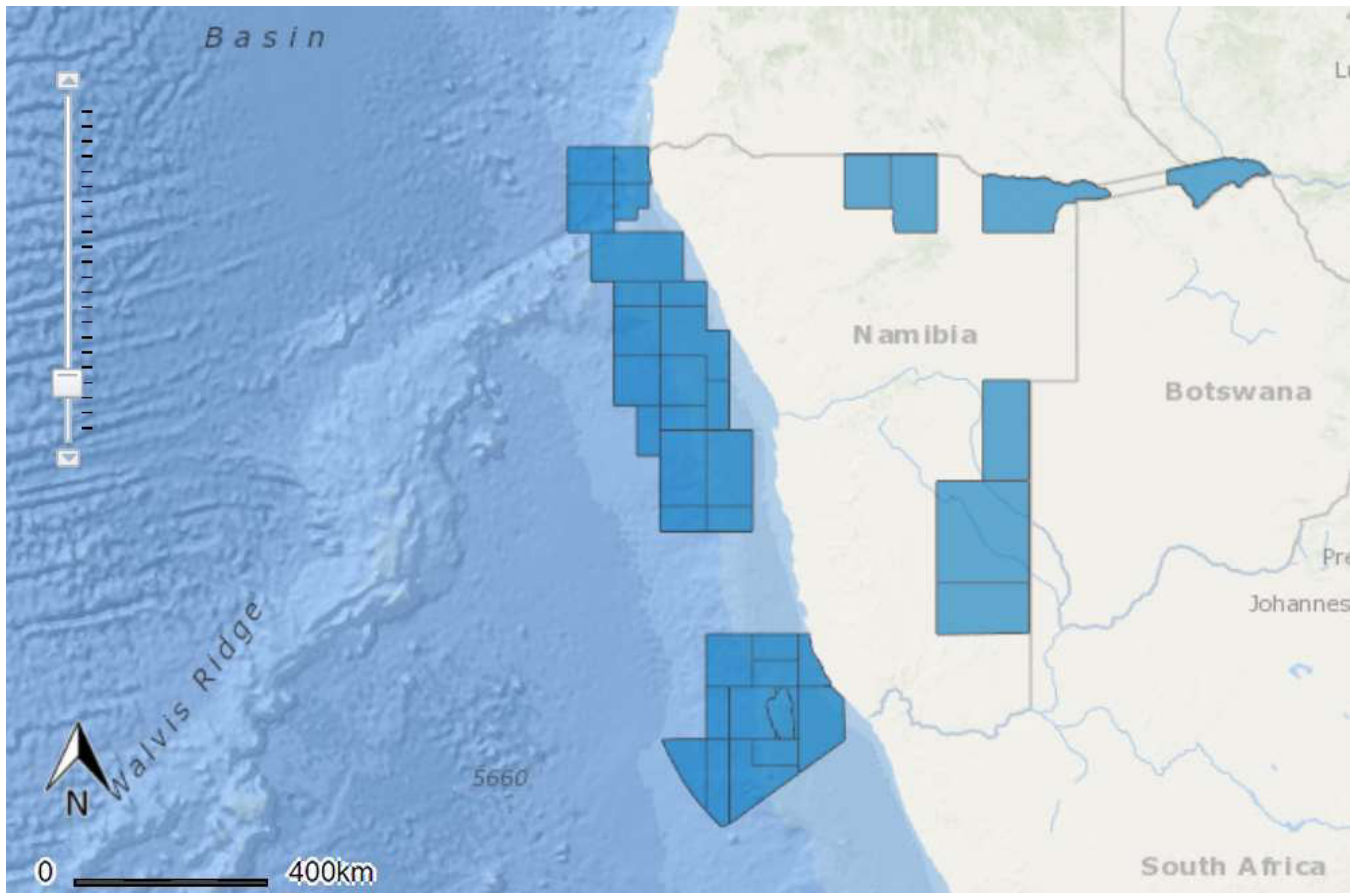 Basin
Lu
Namibia
Botswana
Pre
Johannes
Walvis Ridge
5660
N
0 400km
South Africa